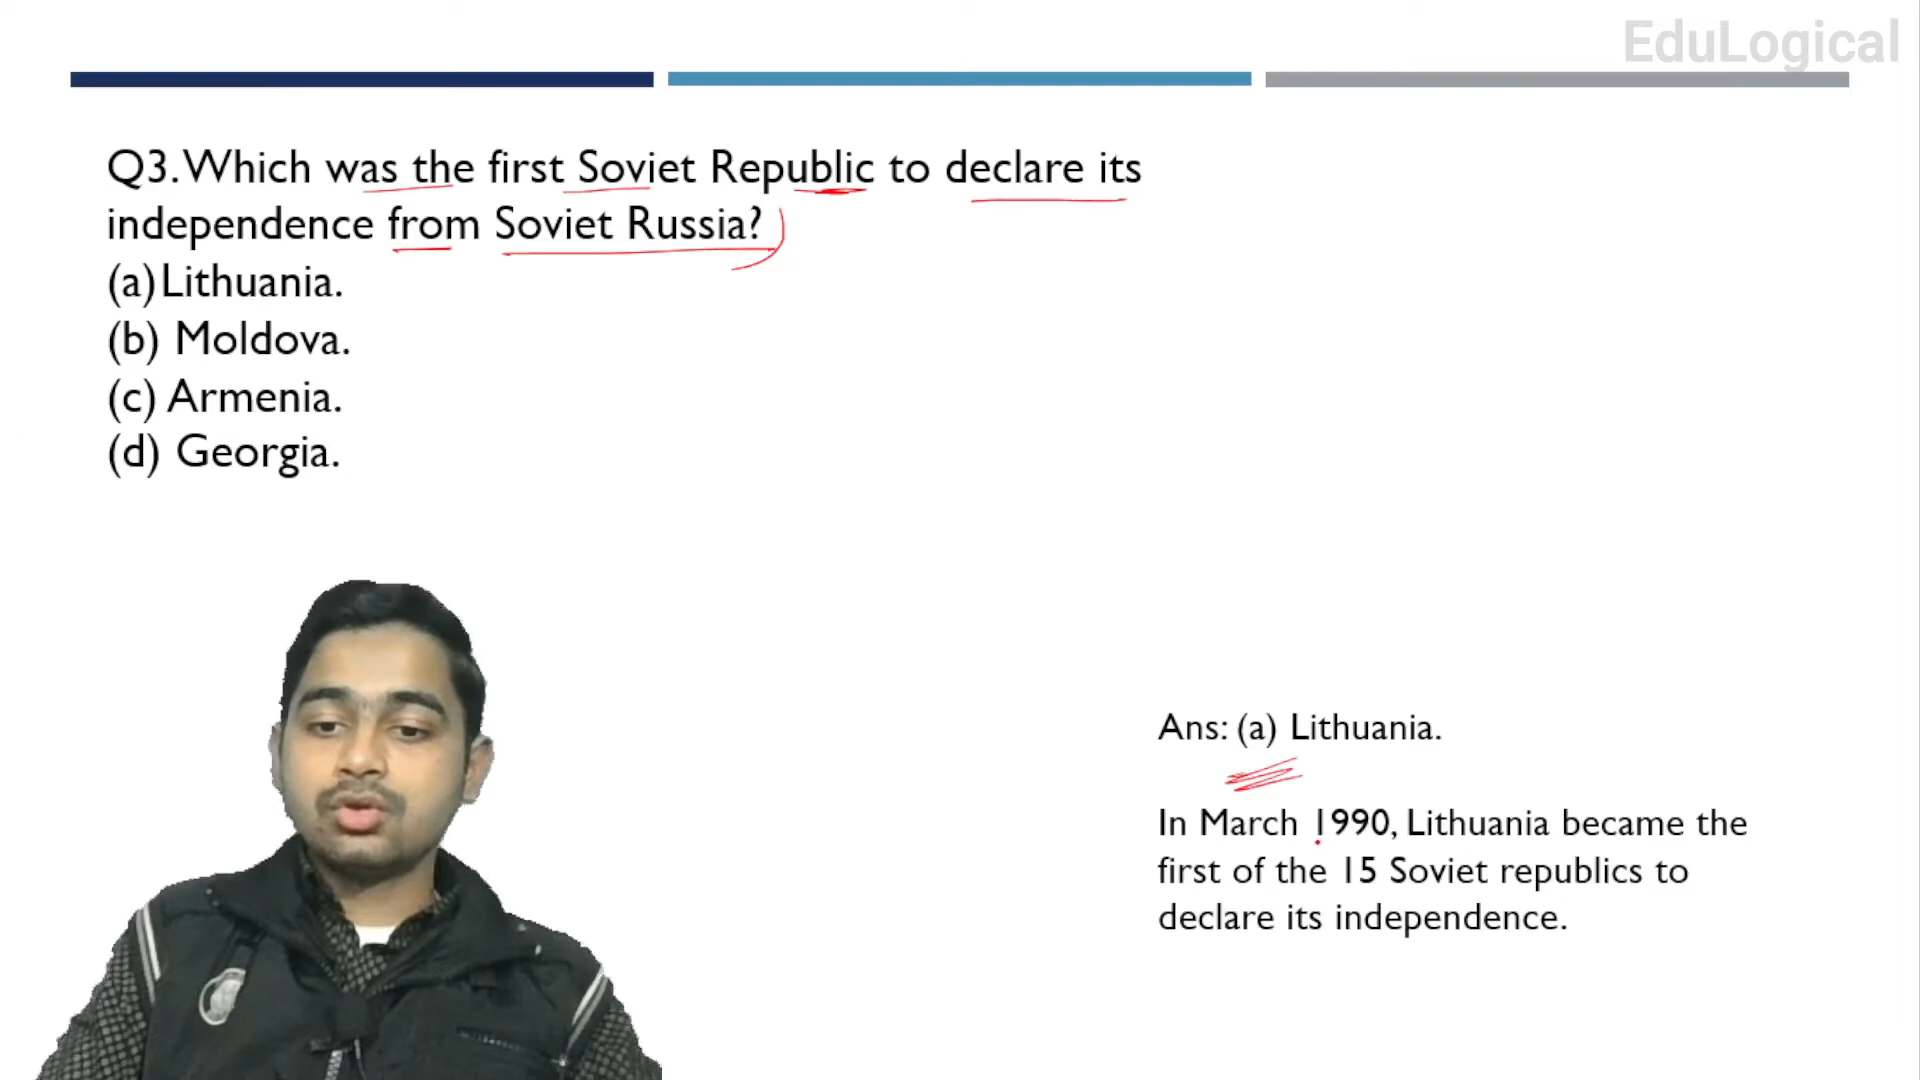 EduLogical
Q3. Which was the first Soviet Republic to declare its
independence from Soviet Russia?
(a) Lithuania.
(b) Moldova.
(c) Armenia.
(d) Georgia.
Ans: (a) Lithuania.
In March 1990, Lithuania became the
first of the 15 Soviet republics to
declare its independence.